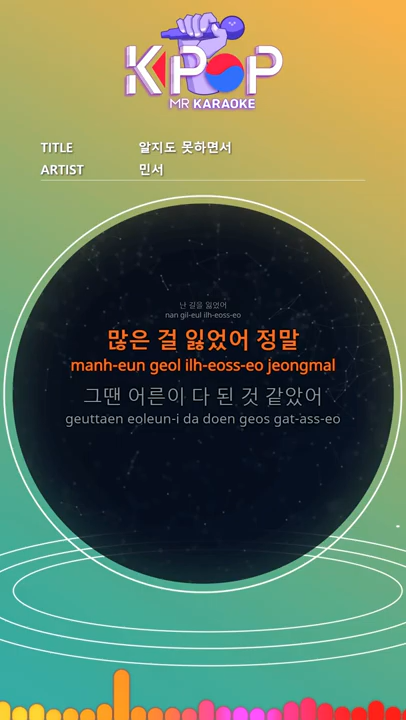 KPOP
MR KARAOKE
TITLE 알지도 못하면서
ARTIST 민서
난 길을 잃었어
nan gil-eul ilh-eoss-eo
많은 걸 잃었어 정말
manh-eun geol ilh-eoss-eo jeongmal
그땐 어른이 다 된 것 같았어
geuttaen eoleun-i da doen geos gat-ass-eo